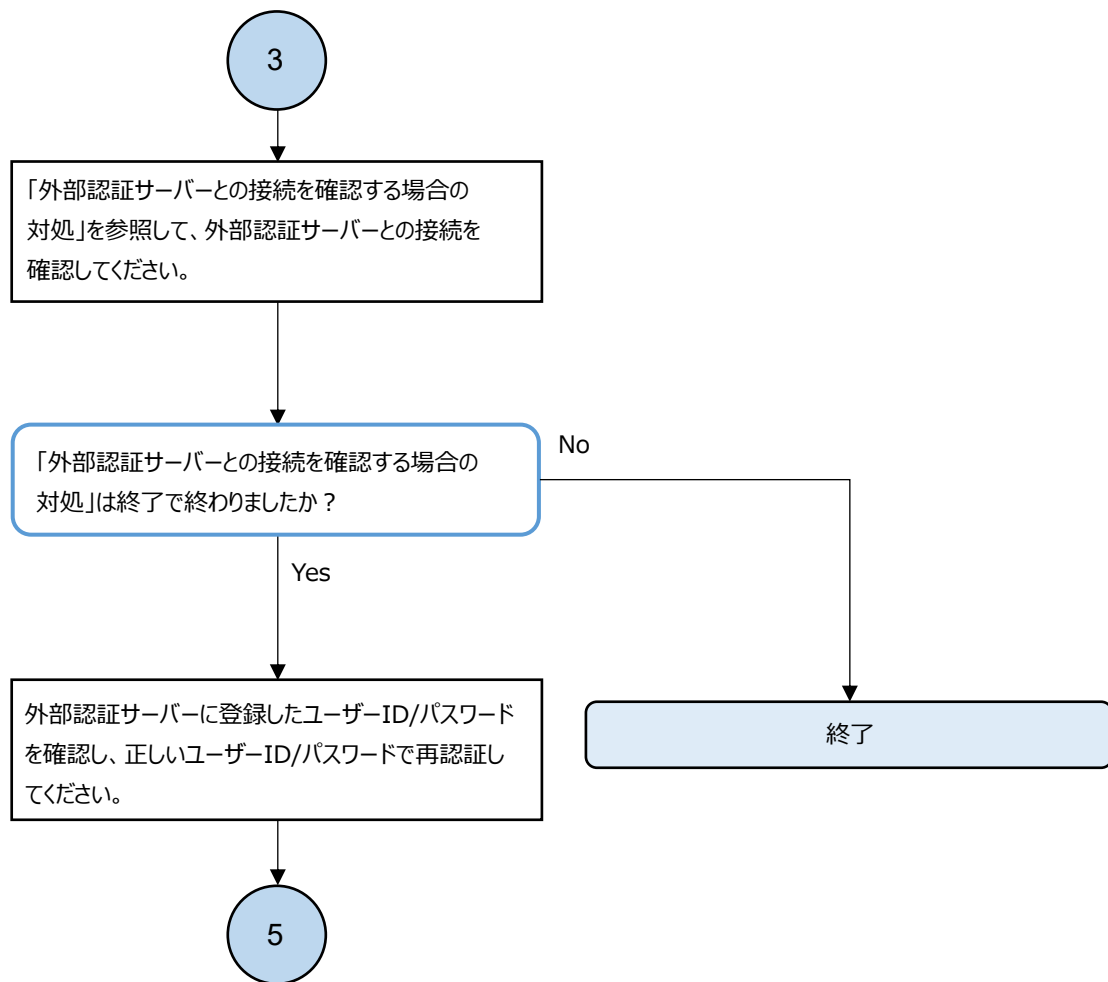 3
「外部認証サーバーとの接続を確認する場合の
対処」を参照して、外部認証サーバーとの接続を
確認してください。
「外部認証サーバーとの接続を確認する場合の
対処」は終了で終わりましたか？
No
Yes
外部認証サーバーに登録したユーザーID/パスワード
を確認し、正しいユーザーID/パスワードで再認証し
てください。
終了
5